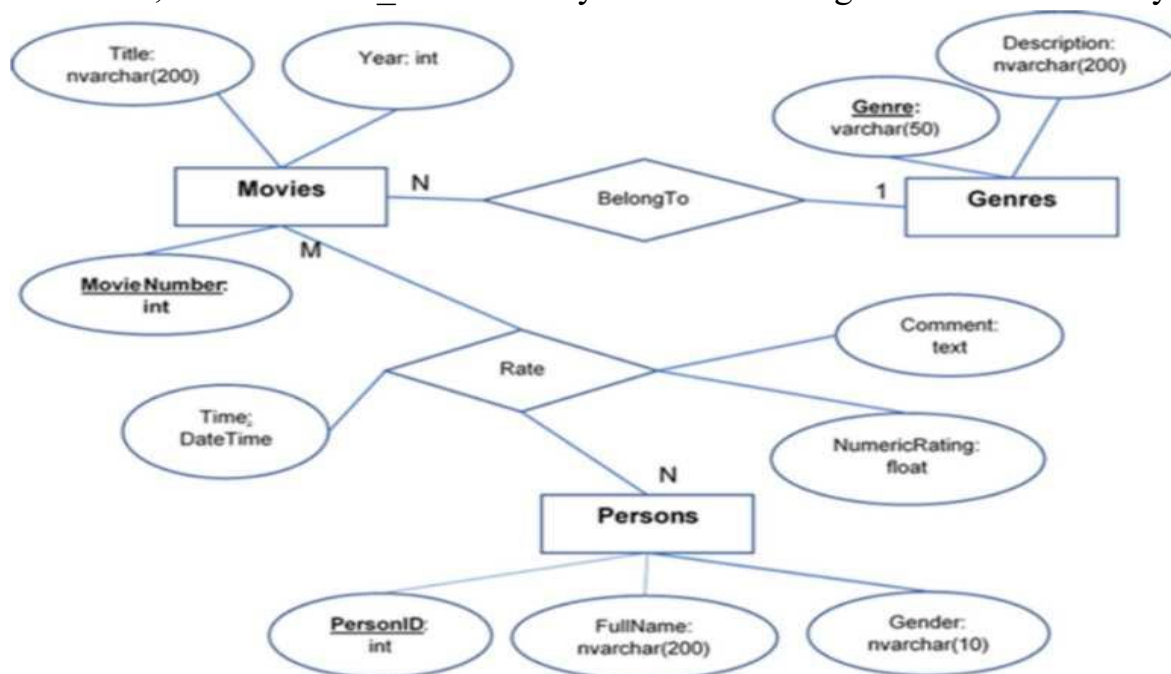 Title:
nvarchar(200)
Year: int
Description:
nvarchar(200)
Genre:
varchar(50)
Movies
N
BelongTo
1
Genres
M
MovieNumber:
int
Comment:
text
Rate
Time:
DateTime
NumericRating:
float
N
Persons
PersonID:
int
FullName:
nvarchar(200)
Gender:
nvarchar(10)